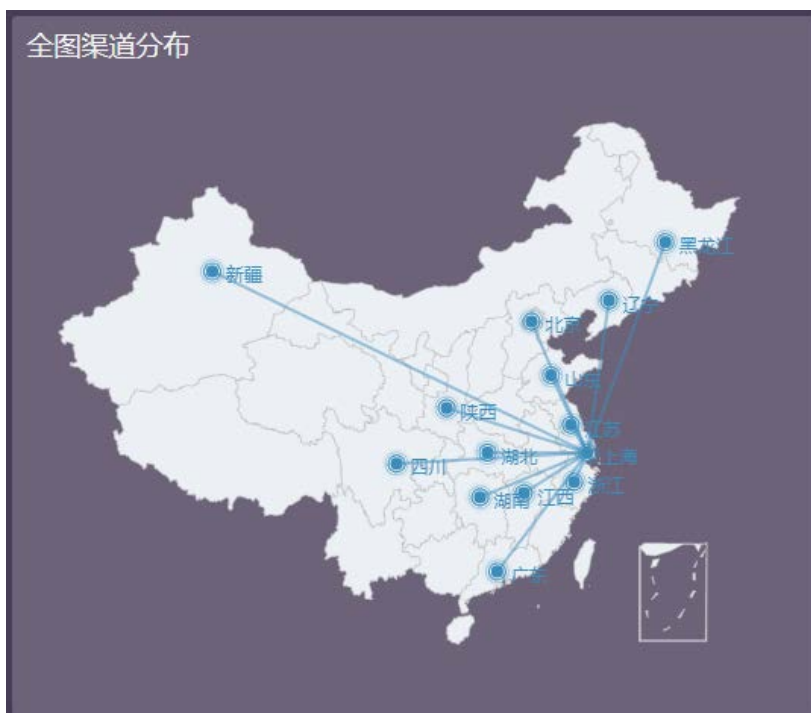 全图渠道分布
黑龙江
新疆
辽宁
北京
山东
陕西
江苏
湖北
上海
四川
浙江
湖南
江西
广东